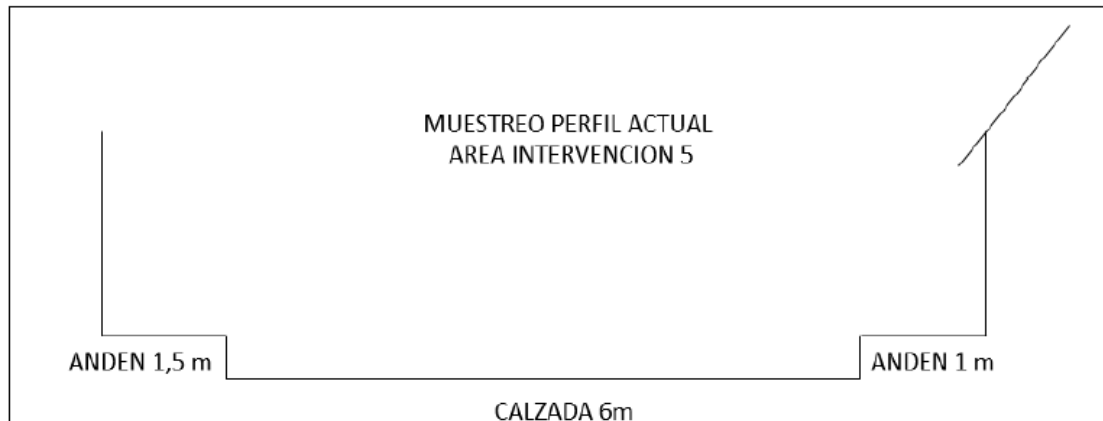 MUESTREO PERFIL ACTUAL
AREA INTERVENCION 5
ANDEN 1,5 m
ANDEN 1 m
CALZADA 6m